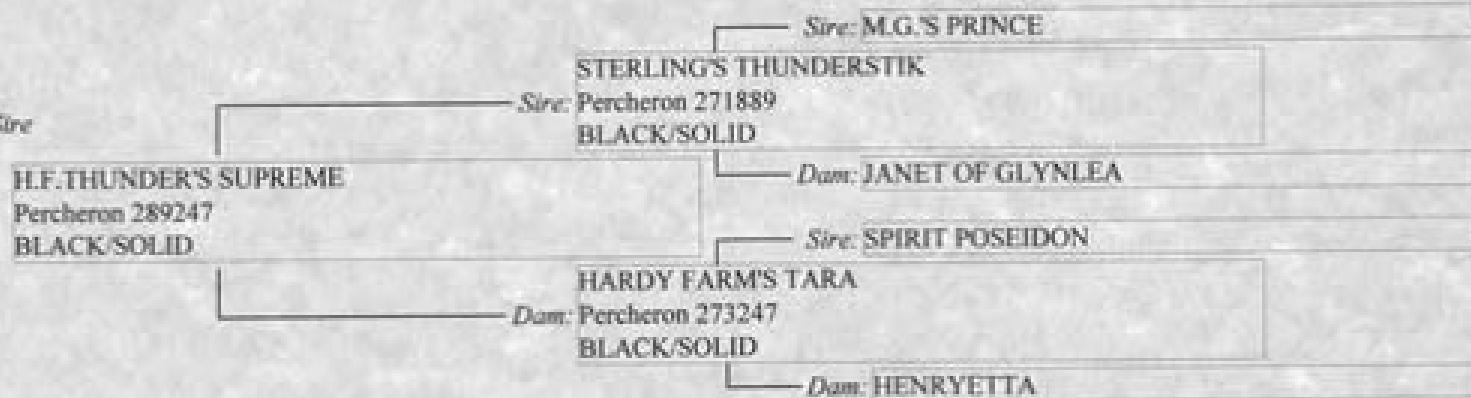 Sire: M.G.'S PRINCE
STERLING'S THUNDERSTIK
Sire: Percheron 271889
BLACK/SOLID
Sire
Dam: JANET OF GLYNLEA
H.F.THUNDER'S SUPREME
Percheron 289247
BLACK/SOLID
Sire: SPIRIT POSEIDON
HARDY FARM'S TARA
Dam: Percheron 273247
BLACK/SOLID
Dam: HENRYETTA